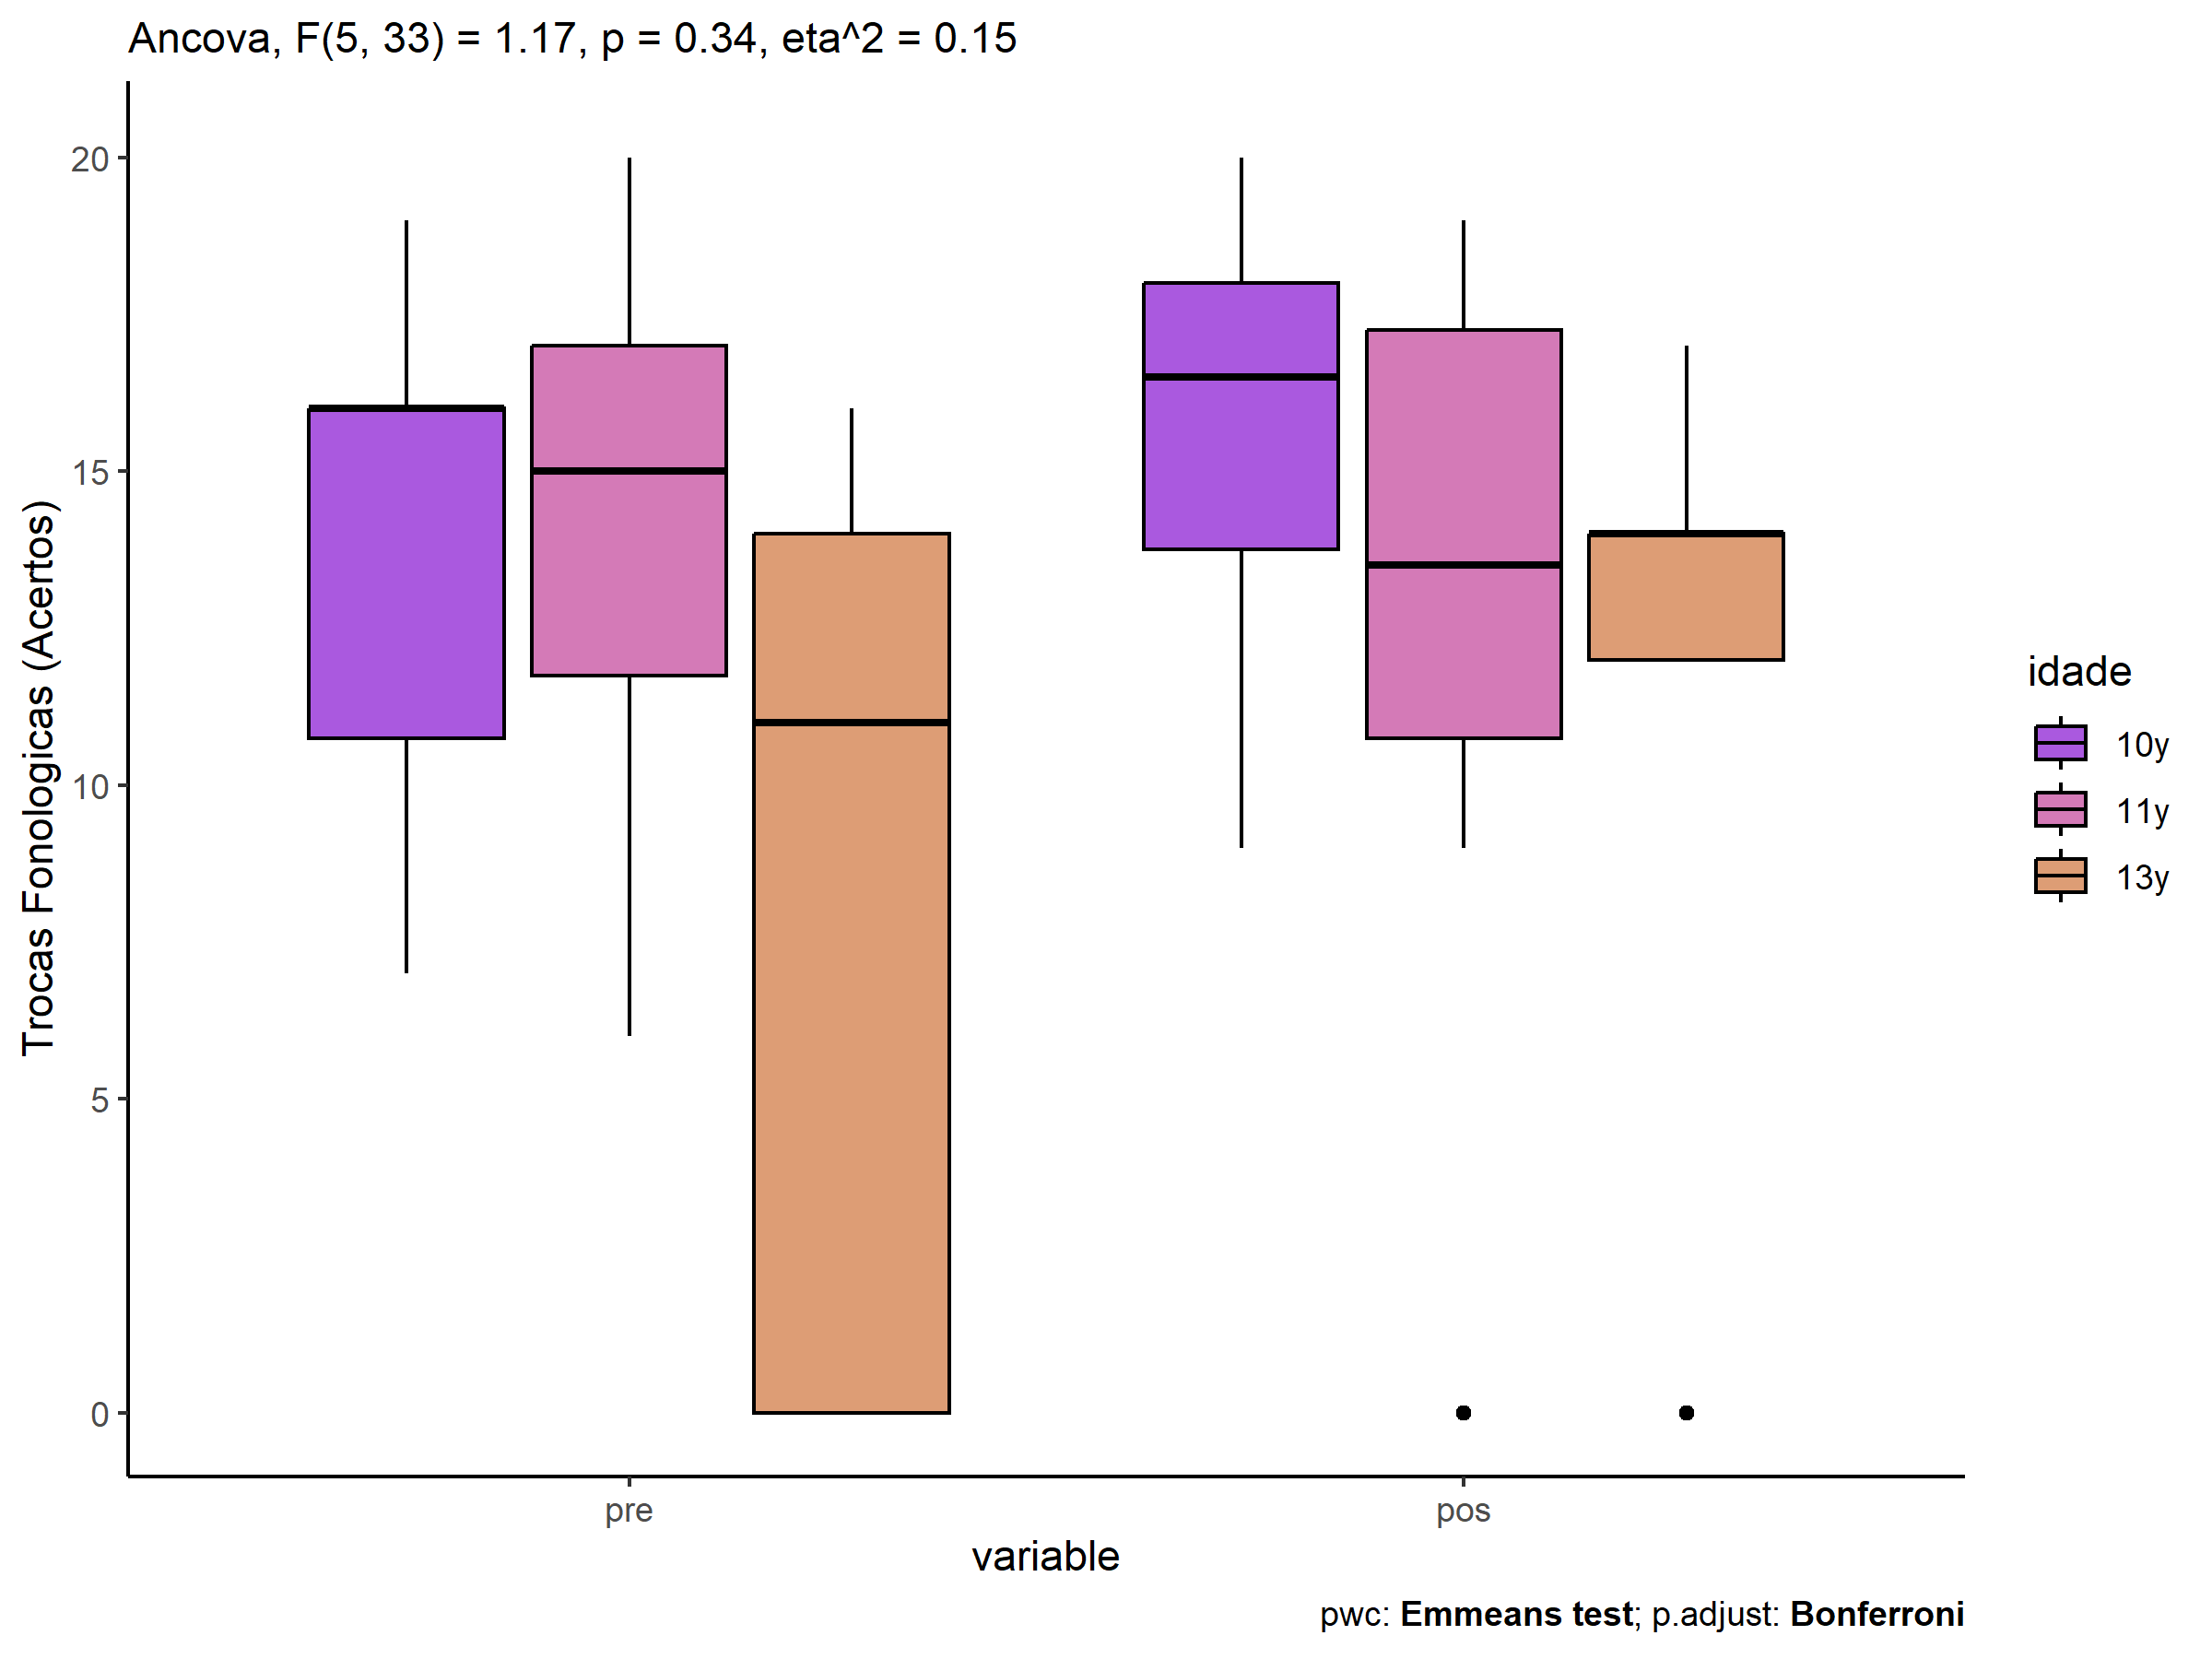 Ancova, F(5, 33) = 1.17, p = 0.34, eta^2 = 0.15
Trocas Fonologicas (Acertos)
20
15
10
5
0
pre
pos
variable
idade
10y
11y
13y
pwc: Emmeans test; p.adjust: Bonferroni